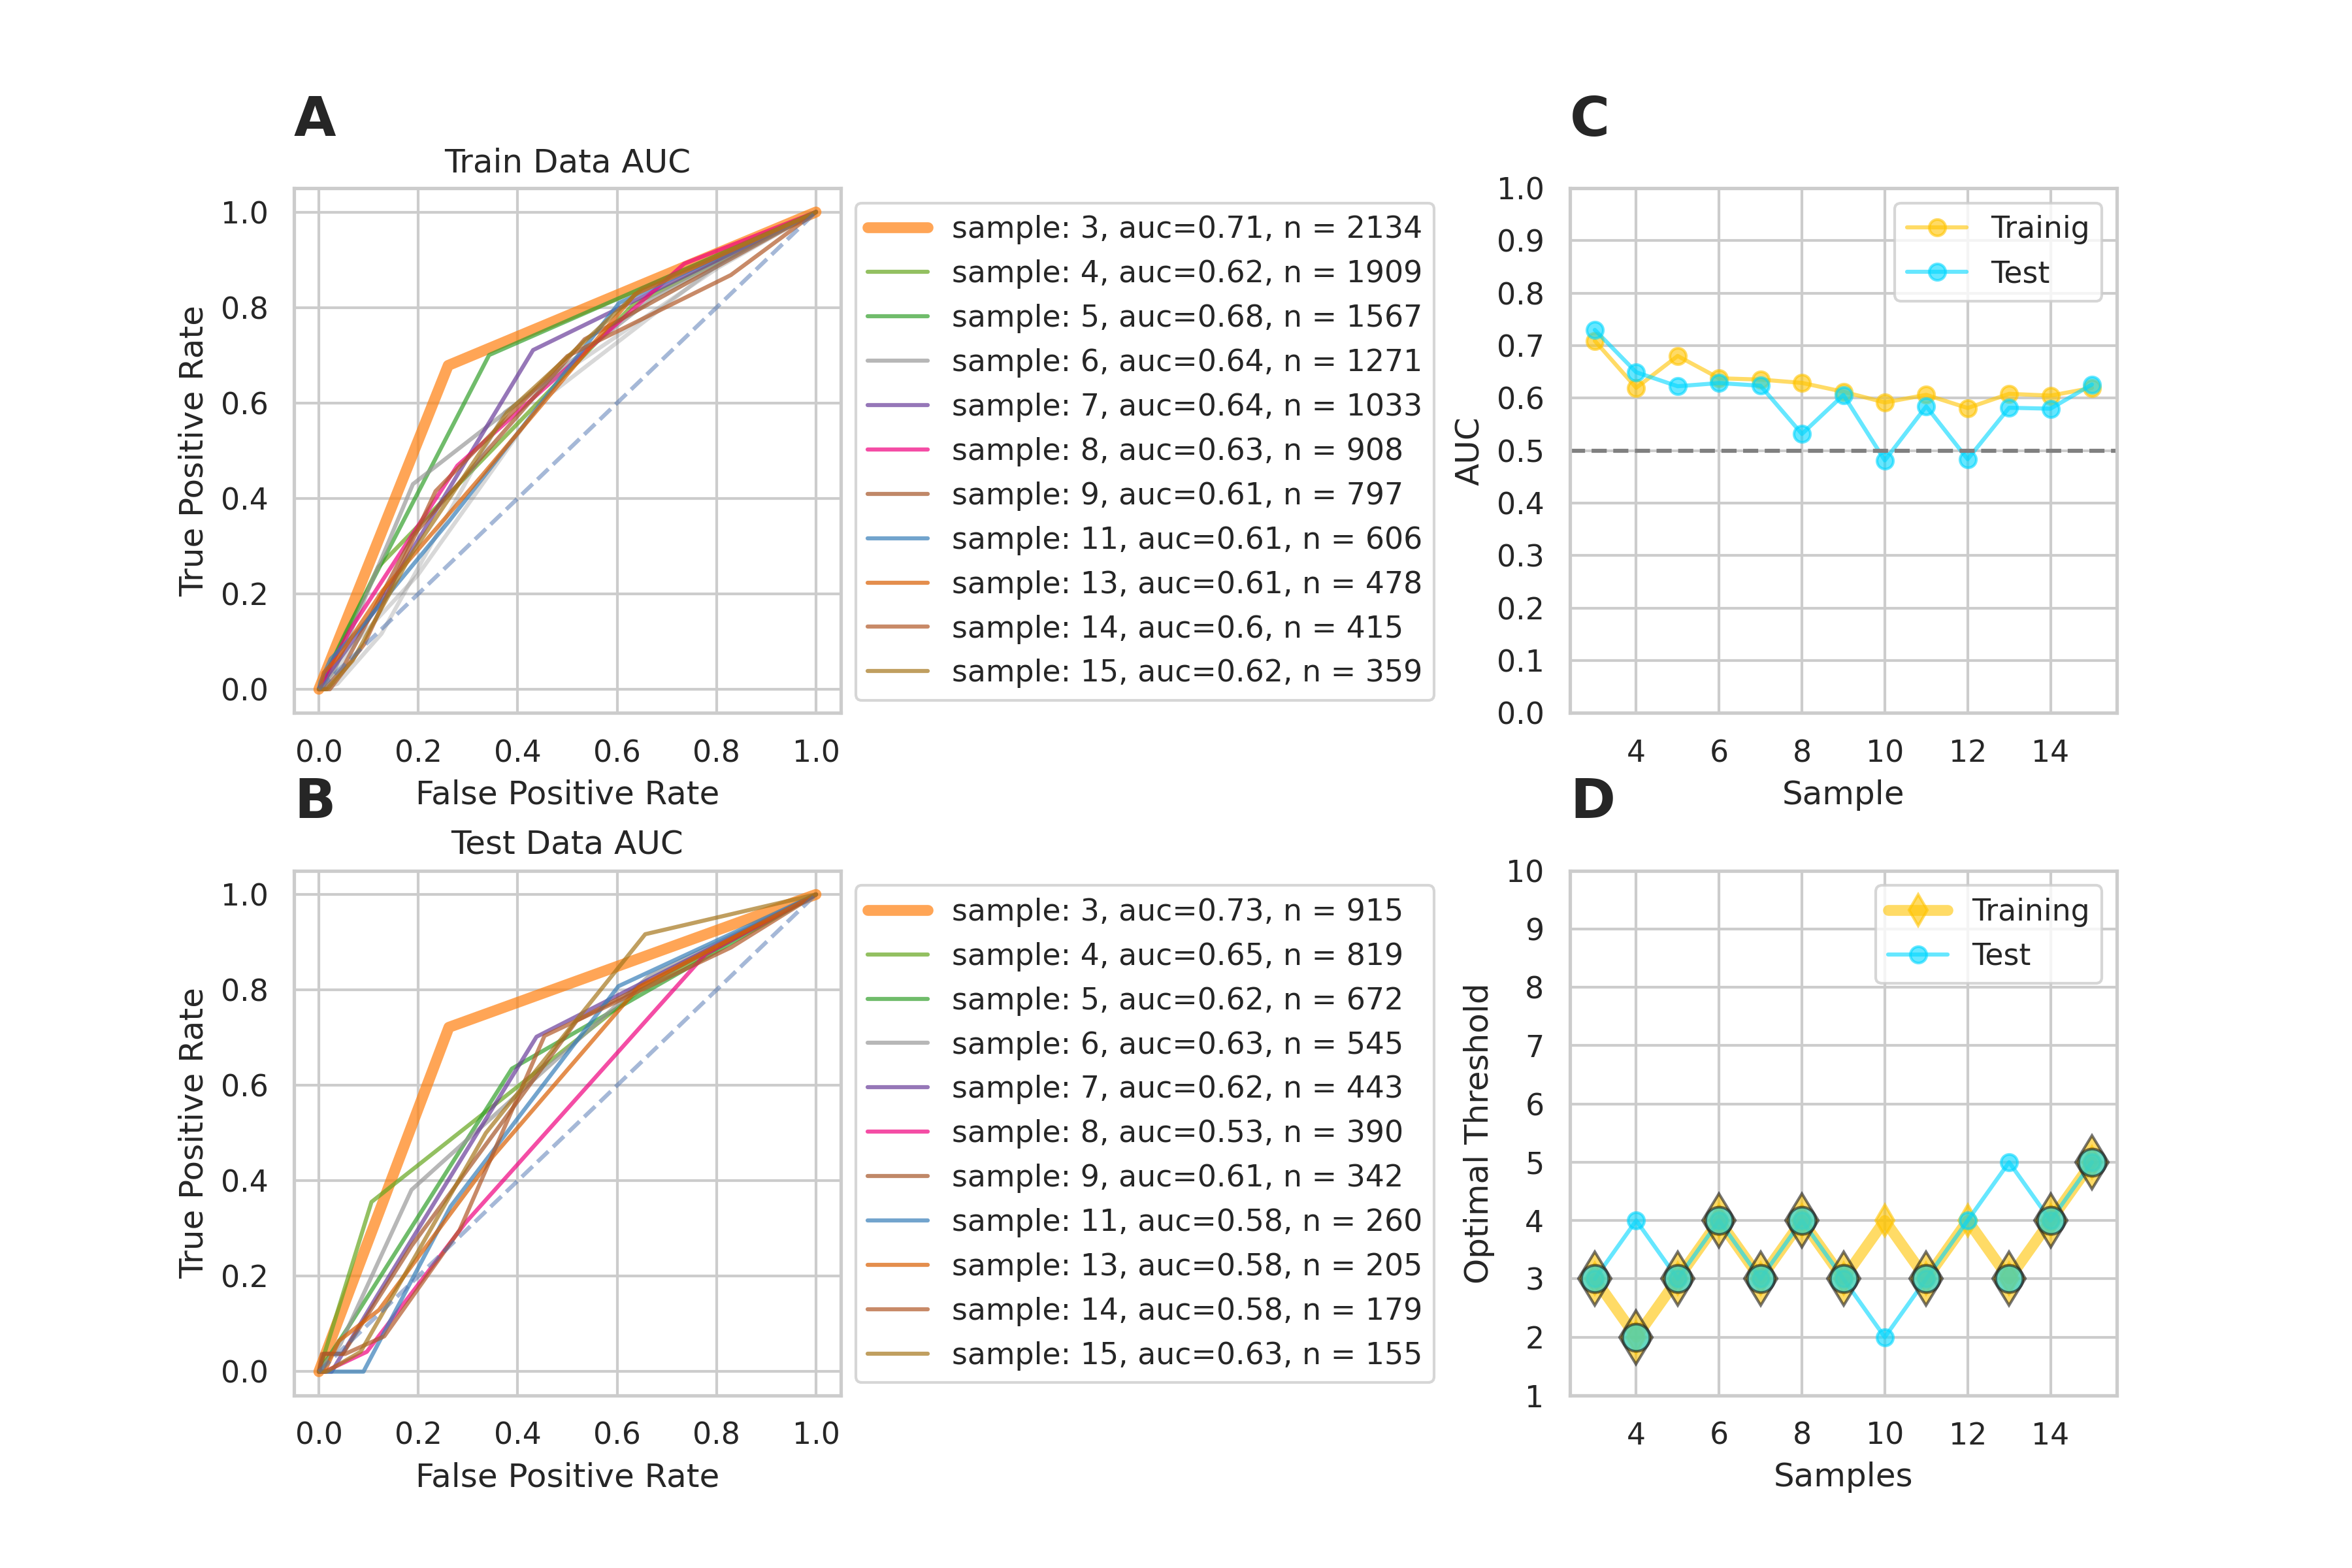 A
Train Data AUC
True Positive Rate
1.0
0.8
0.6
0.4
0.2
0.0
0.0 0.2 0.4 0.6 0.8 1.0
False Positive Rate
sample: 3, auc=0.71, n = 2134
sample: 4, auc=0.62, n = 1909
sample: 5, auc=0.68, n = 1567
sample: 6, auc=0.64, n = 1271
sample: 7, auc=0.64, n = 1033
sample: 8, auc=0.63, n = 908
sample: 9, auc=0.61, n = 797
sample: 11, auc=0.61, n = 606
sample: 13, auc=0.61, n = 478
sample: 14, auc=0.6, n = 415
sample: 15, auc=0.62, n = 359
B
Test Data AUC
True Positive Rate
1.0
0.8
0.6
0.4
0.2
0.0
0.0 0.2 0.4 0.6 0.8 1.0
False Positive Rate
sample: 3, auc=0.73, n = 915
sample: 4, auc=0.65, n = 819
sample: 5, auc=0.62, n = 672
sample: 6, auc=0.63, n = 545
sample: 7, auc=0.62, n = 443
sample: 8, auc=0.53, n = 390
sample: 9, auc=0.61, n = 342
sample: 11, auc=0.58, n = 260
sample: 13, auc=0.58, n = 205
sample: 14, auc=0.58, n = 179
sample: 15, auc=0.63, n = 155
C
AUC
1.0
0.9
0.8
0.7
0.6
0.5
0.4
0.3
0.2
0.1
0.0
Trainig
Test
4 6 8 10 12 14
Sample
D
Optimal Threshold
10
9
8
7
6
5
4
3
2
1
Training
Test
4 6 8 10 12 14
Samples